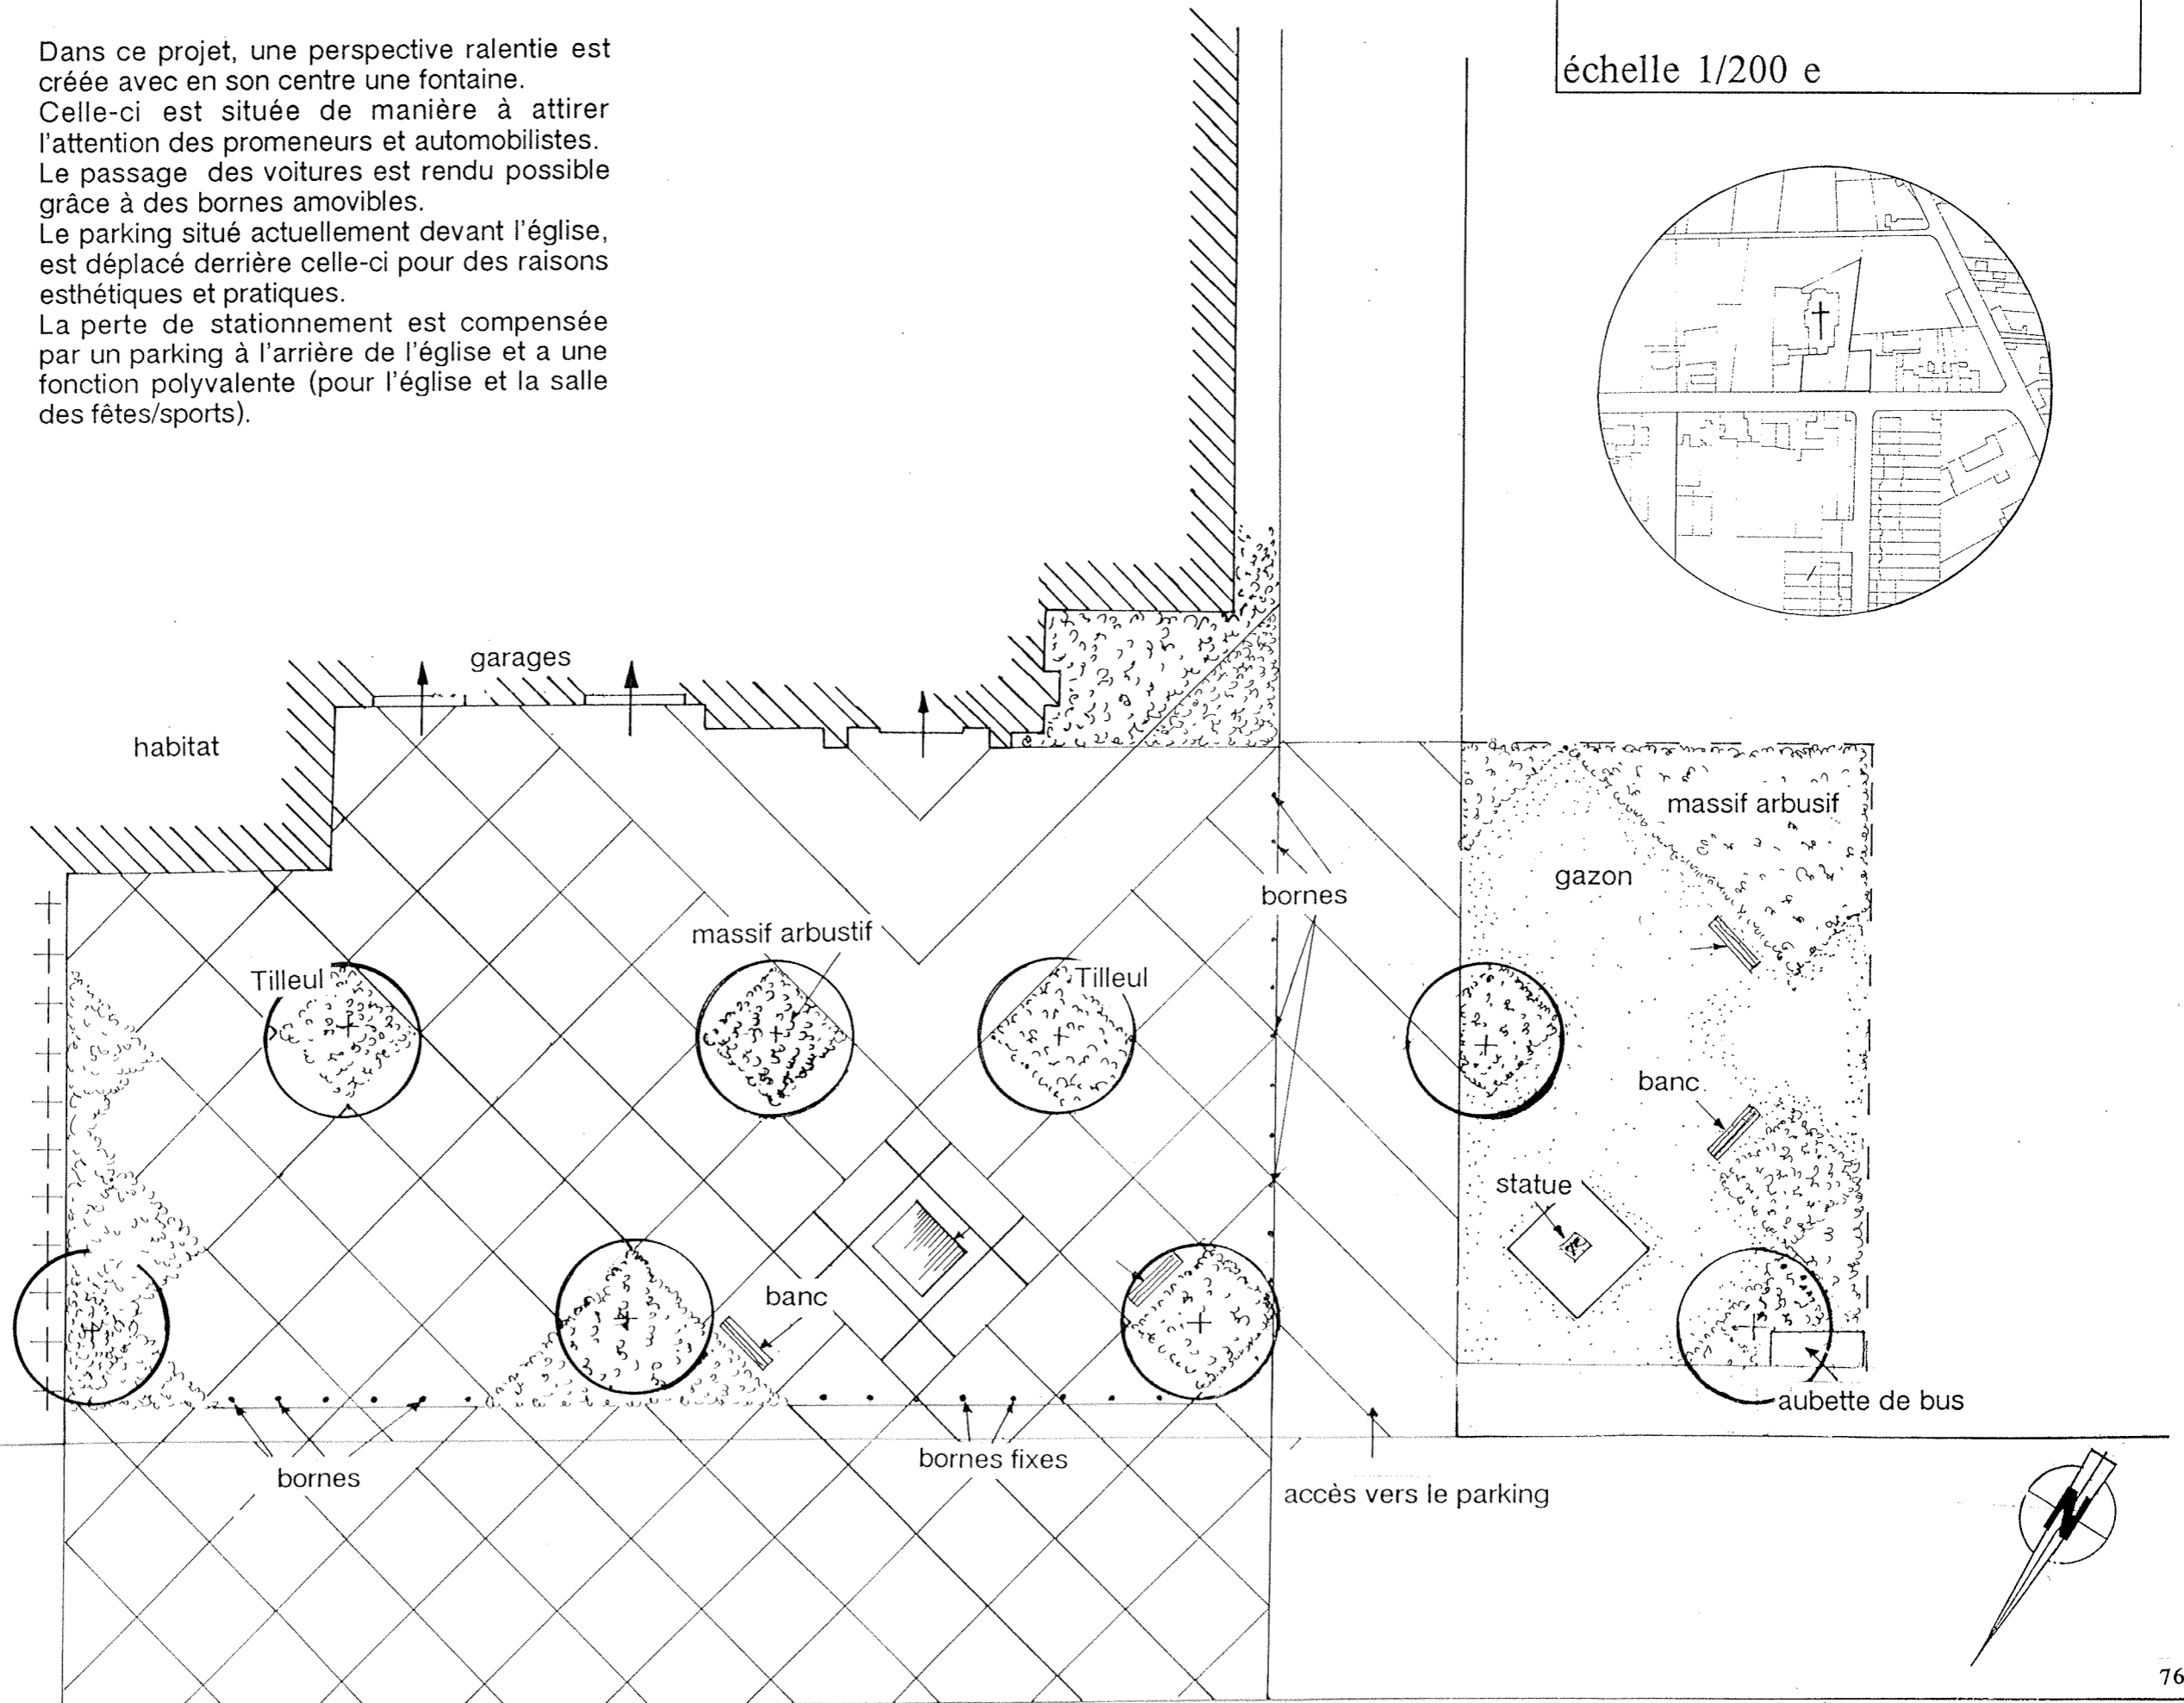 Dans ce projet, une perspective ralentie est
créée avec en son centre une fontaine.
Celle-ci est située de manière à attirer
l'attention des promeneurs et automobilistes.
Le passage des voitures est rendu possible
grâce à des bornes amovibles.
Le parking situé actuellement devant l'église,
est déplacé derrière celle-ci pour des raisons
esthétiques et pratiques.
La perte de stationnement est compensée
par un parking à l'arrière de l'église et a une
fonction polyvalente (pour l'église et la salle
des fêtes/sports).
échelle 1/200 e
garages
habitat
massif arbusif
gazon
bornes
massif arbustif
Tilleul
Tilleul
banc
statue
banc
aubette de bus
bornes fixes
bornes
accès vers le parking
N
76